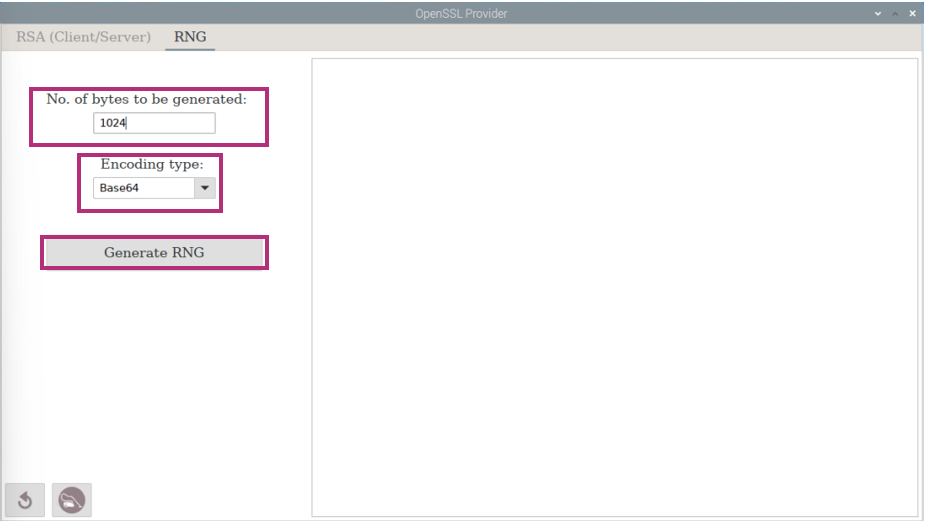 OpenSSL Provider
RSA (Client/Server) RNG
No. of bytes to be generated:
1024
Encoding type:
Base64
Generate RNG